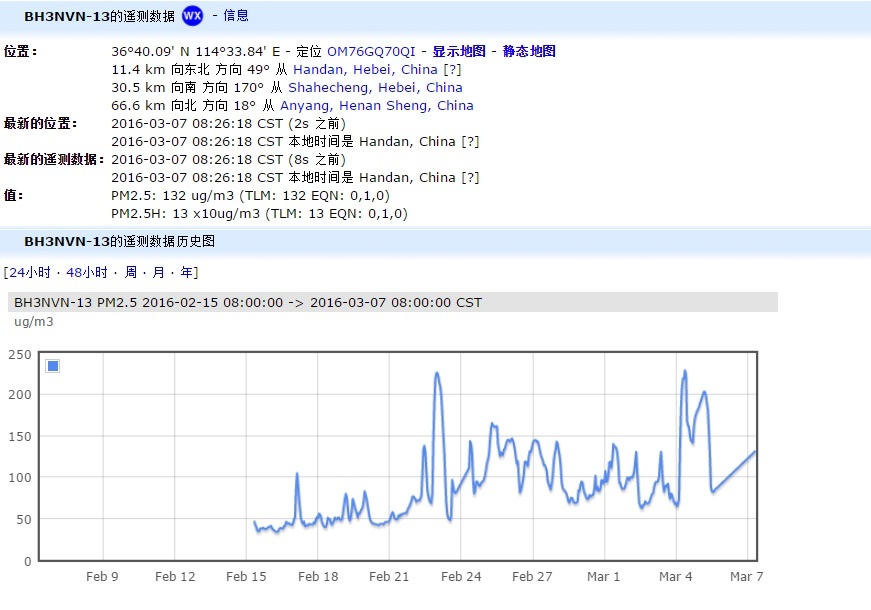 BH3NVN-13的遥测数据 WX - 信息
位置： 36°40.09' N 114°33.84' E - 定位 OM76GQ70QI - 显示地图 - 静态地图
11.4 km 向东北 方向 49° 从 Handan, Hebei, China [?]
30.5 km 向南 方向 170° 从 Shahecheng, Hebei, China
66.6 km 向北 方向 18° 从 Anyang, Henan Sheng, China
最新的位置： 2016-03-07 08:26:18 CST (2s 之前)
2016-03-07 08:26:18 CST 本地时间是 Handan, China [?]
最新的遥测数据： 2016-03-07 08:26:18 CST (8s 之前)
2016-03-07 08:26:18 CST 本地时间是 Handan, China [?]
值： PM2.5: 132 ug/m3 (TLM: 132 EQN: 0,1,0)
PM2.5H: 13 x10ug/m3 (TLM: 13 EQN: 0,1,0)
BH3NVN-13的遥测数据历史图
[24小时 · 48小时 · 周 · 月 · 年]
BH3NVN-13 PM2.5 2016-02-15 08:00:00 -> 2016-03-07 08:00:00 CST
ug/m3
250
200
150
100
50
0
Feb 9 Feb 12 Feb 15 Feb 18 Feb 21 Feb 24 Feb 27 Mar 1 Mar 4 Mar 7